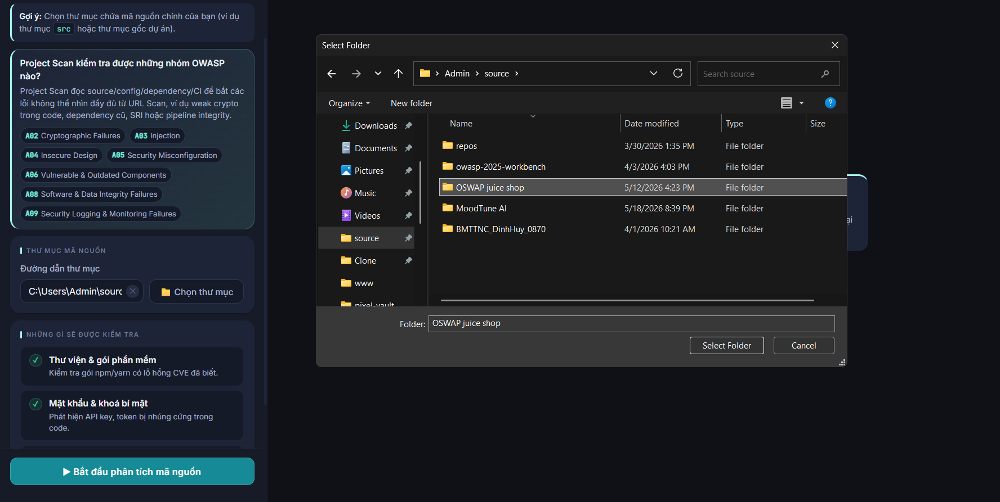 Gợi ý: Chọn thư mục chứa mã nguồn chính của bạn (ví dụ
thư mục src hoặc thư mục gốc dự án).
Project Scan kiểm tra được những nhóm OWASP
nào?
Project Scan đọc source/config/dependency/CI để bắt các
lỗi không thể nhìn đầy đủ từ URL Scan, ví dụ weak crypto
trong code, dependency cũ, SRI hoặc pipeline integrity.
A02 Cryptographic Failures
A03 Injection
A04 Insecure Design
A05 Security Misconfiguration
A06 Vulnerable & Outdated Components
A08 Software & Data Integrity Failures
A09 Security Logging & Monitoring Failures
THƯ MỤC MÃ NGUỒN
Đường dẫn thư mục
C:\Users\Admin\sourc
Chọn thư mục
NHỮNG GÌ SẼ ĐƯỢC KIỂM TRA
Thư viện & gói phần mềm
Kiểm tra gói npm/yarn có lỗ hổng CVE đã biết.
Mật khẩu & khoá bí mật
Phát hiện API key, token bị nhúng cứng trong
code.
Bắt đầu phân tích mã nguồn
Select Folder
Admin › source ›
Search source
Organize
New folder
Downloads
Documents
Pictures
Music
Videos
source
Clone
www
pixel-vault
Name Date modified Type Size
repos 3/30/2026 1:35 PM File folder
owasp-2025-workbench 4/3/2026 4:03 PM File folder
OSWAP juice shop 5/12/2026 4:23 PM File folder
MoodTune AI 5/18/2026 8:39 PM File folder
BMTTNC_DinhHuy_0870 4/1/2026 10:21 AM File folder
Folder: OSWAP juice shop
Select Folder
Cancel
ại